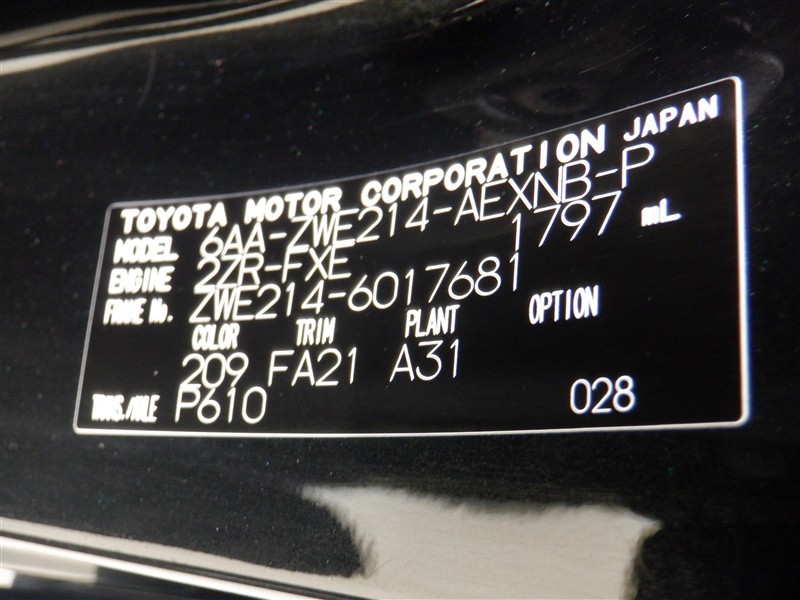 TOYOTA MOTOR CORPORATION JAPAN
MODEL 6AA-ZWE214-AEXNB-P
ENGINE 2ZR-FXE 1797 mL
FRAME No. ZWE214-6017681
COLOR TRIM PLANT OPTION
209 FA21 A31
TRANS./AXLE P610 028